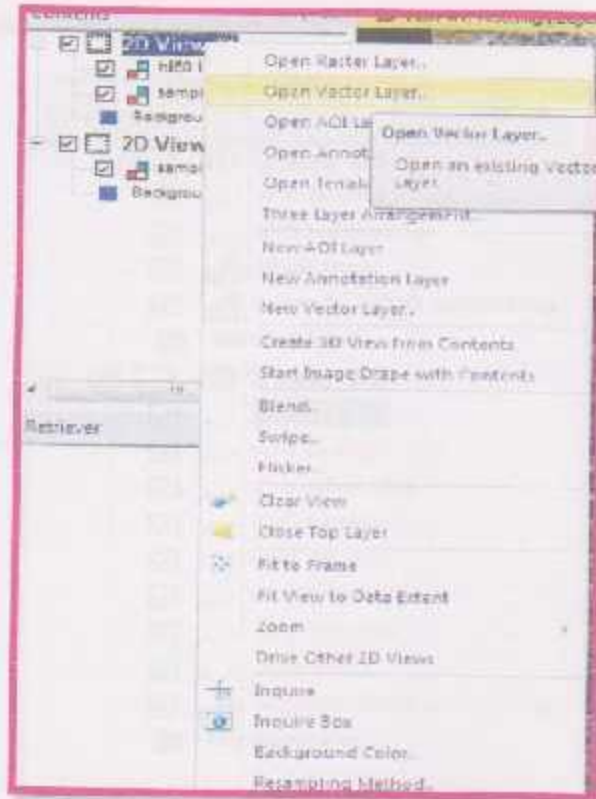 Contents
2D View
2D View
Background
Retriever
Open Raster Layer..
Open Vector Layer..
Open AOI La
Open Annot
Open Templa
Three Layer Arrangement..
New AOI Layer
New Annotation Layer
New Vector Layer..
Create 3D View from Contents
Start Image Drape with Contents
Blend..
Swipe..
Flicker..
Clear View
Close Top Layer
Fit to Frame
Fit View to Data Extent
Zoom
Drive Other 2D Views
Inquire
Inquire Box
Background Color..
Resampling Method..
Open Vector Layer..
Open an existing Vector
Layer